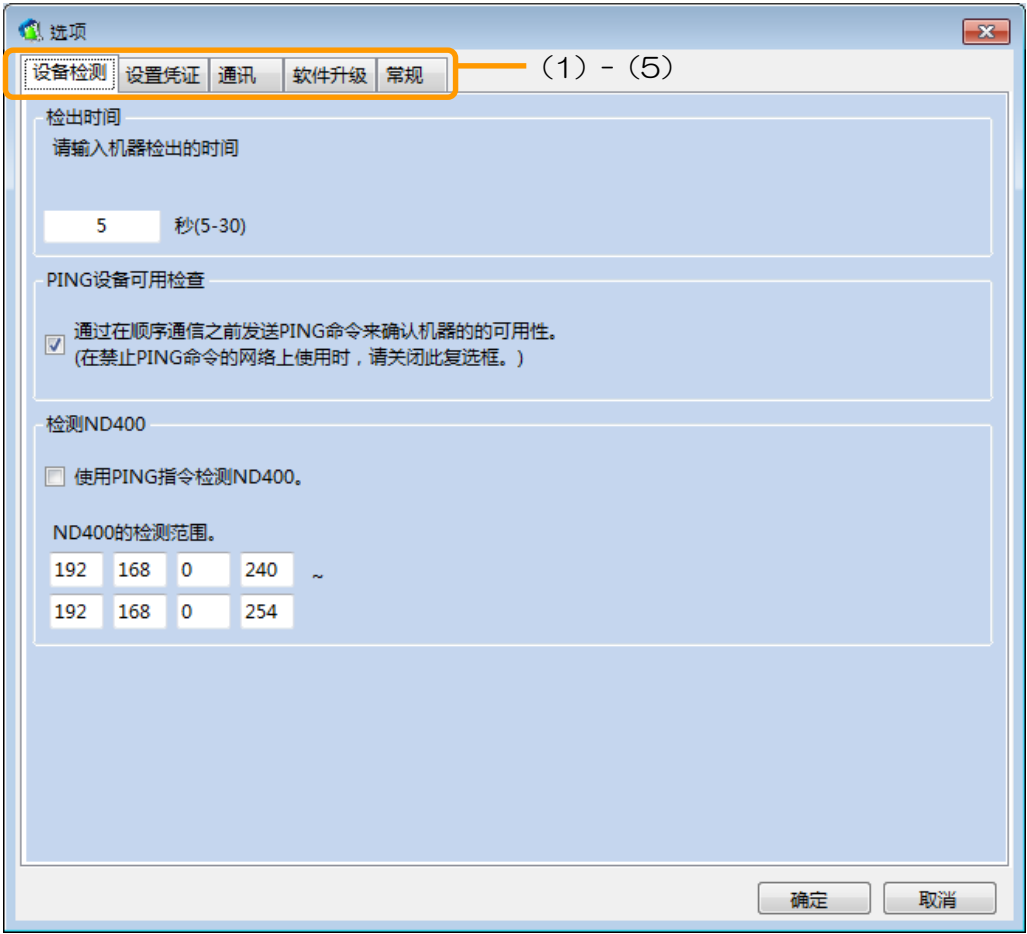 选项
设备检测 设置凭证 通讯 软件升级 常规 (1) - (5)
检出时间
请输入机器检出的时间
5 秒(5-30)
PING设备可用检查
通过在顺序通信之前发送PING命令来确认机器的的可用性。
(在禁止PING命令的网络上使用时，请关闭此复选框。)
检测ND400
使用PING指令检测ND400。
ND400的检测范围。
192 168 0 240 ~
192 168 0 254
确定 取消